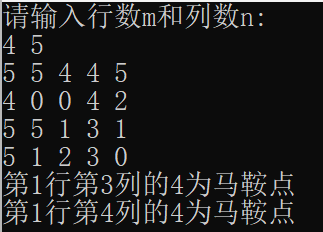 请输入行数m和列数n:
4 5
5 5 4 4 5
4 0 0 4 2
5 5 1 3 1
5 1 2 3 0
第1行第3列的4为马鞍点
第1行第4列的4为马鞍点